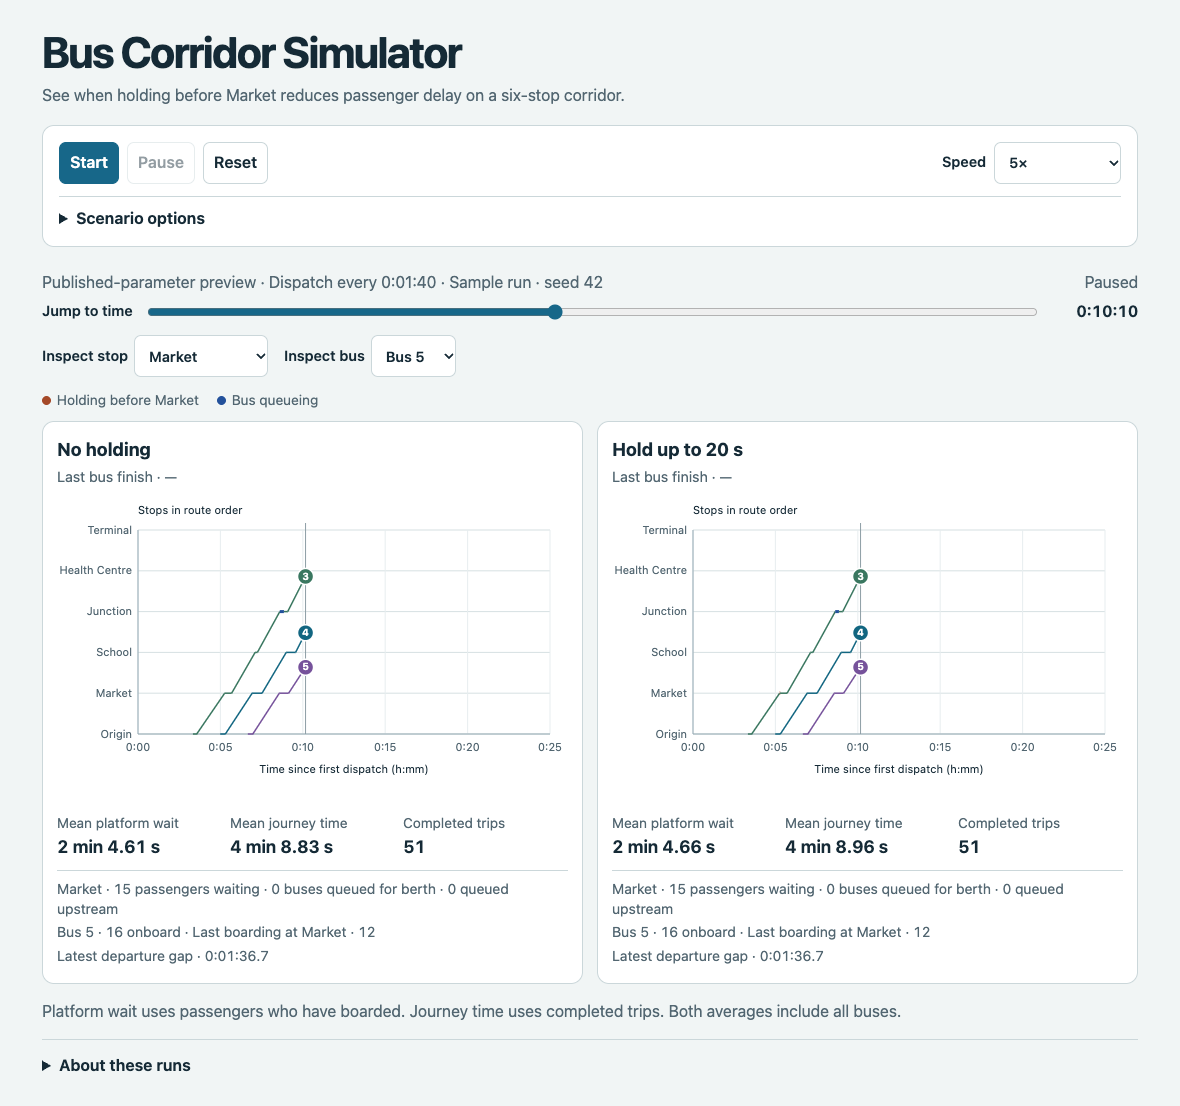 Bus Corridor Simulator
See when holding before Market reduces passenger delay on a six-stop corridor.
Start Pause Reset Speed 5×
Scenario options
Published-parameter preview · Dispatch every 0:01:40 · Sample run · seed 42 Paused
Jump to time 0:10:10
Inspect stop Market Inspect bus Bus 5
Holding before Market Bus queueing
No holding
Last bus finish · —
Stops in route order
Terminal
Health Centre
3
Junction
4
School
5
Market
Origin
0:00 0:05 0:10 0:15 0:20 0:25
Time since first dispatch (h:mm)
Mean platform wait Mean journey time Completed trips
2 min 4.61 s 4 min 8.83 s 51
Market · 15 passengers waiting · 0 buses queued for berth · 0 queued
upstream
Bus 5 · 16 onboard · Last boarding at Market · 12
Latest departure gap · 0:01:36.7
Hold up to 20 s
Last bus finish · —
Stops in route order
Terminal
Health Centre
3
Junction
4
School
5
Market
Origin
0:00 0:05 0:10 0:15 0:20 0:25
Time since first dispatch (h:mm)
Mean platform wait Mean journey time Completed trips
2 min 4.66 s 4 min 8.96 s 51
Market · 15 passengers waiting · 0 buses queued for berth · 0 queued
upstream
Bus 5 · 16 onboard · Last boarding at Market · 12
Latest departure gap · 0:01:36.7
Platform wait uses passengers who have boarded. Journey time uses completed trips. Both averages include all buses.
About these runs